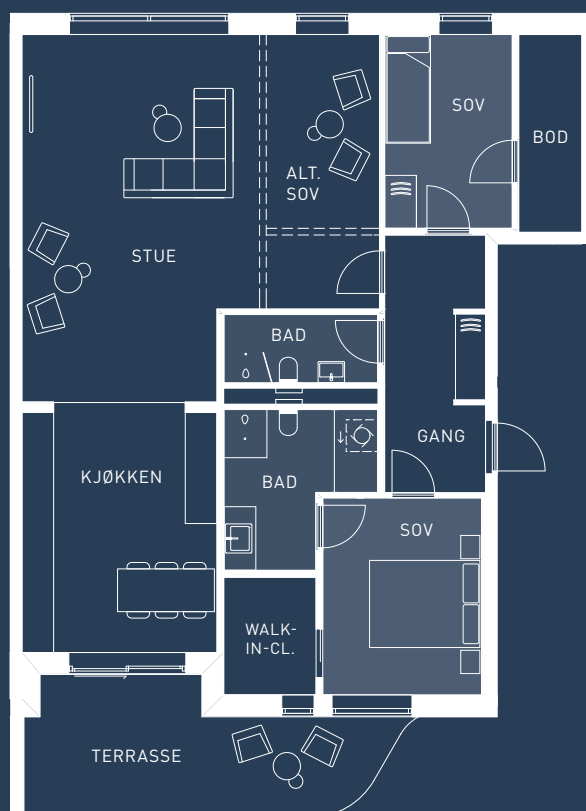 SOV
BOD
ALT.
SOV
STUE
BAD
GANG
KJØKKEN
BAD
SOV
WALK-
IN-CL.
TERRASSE